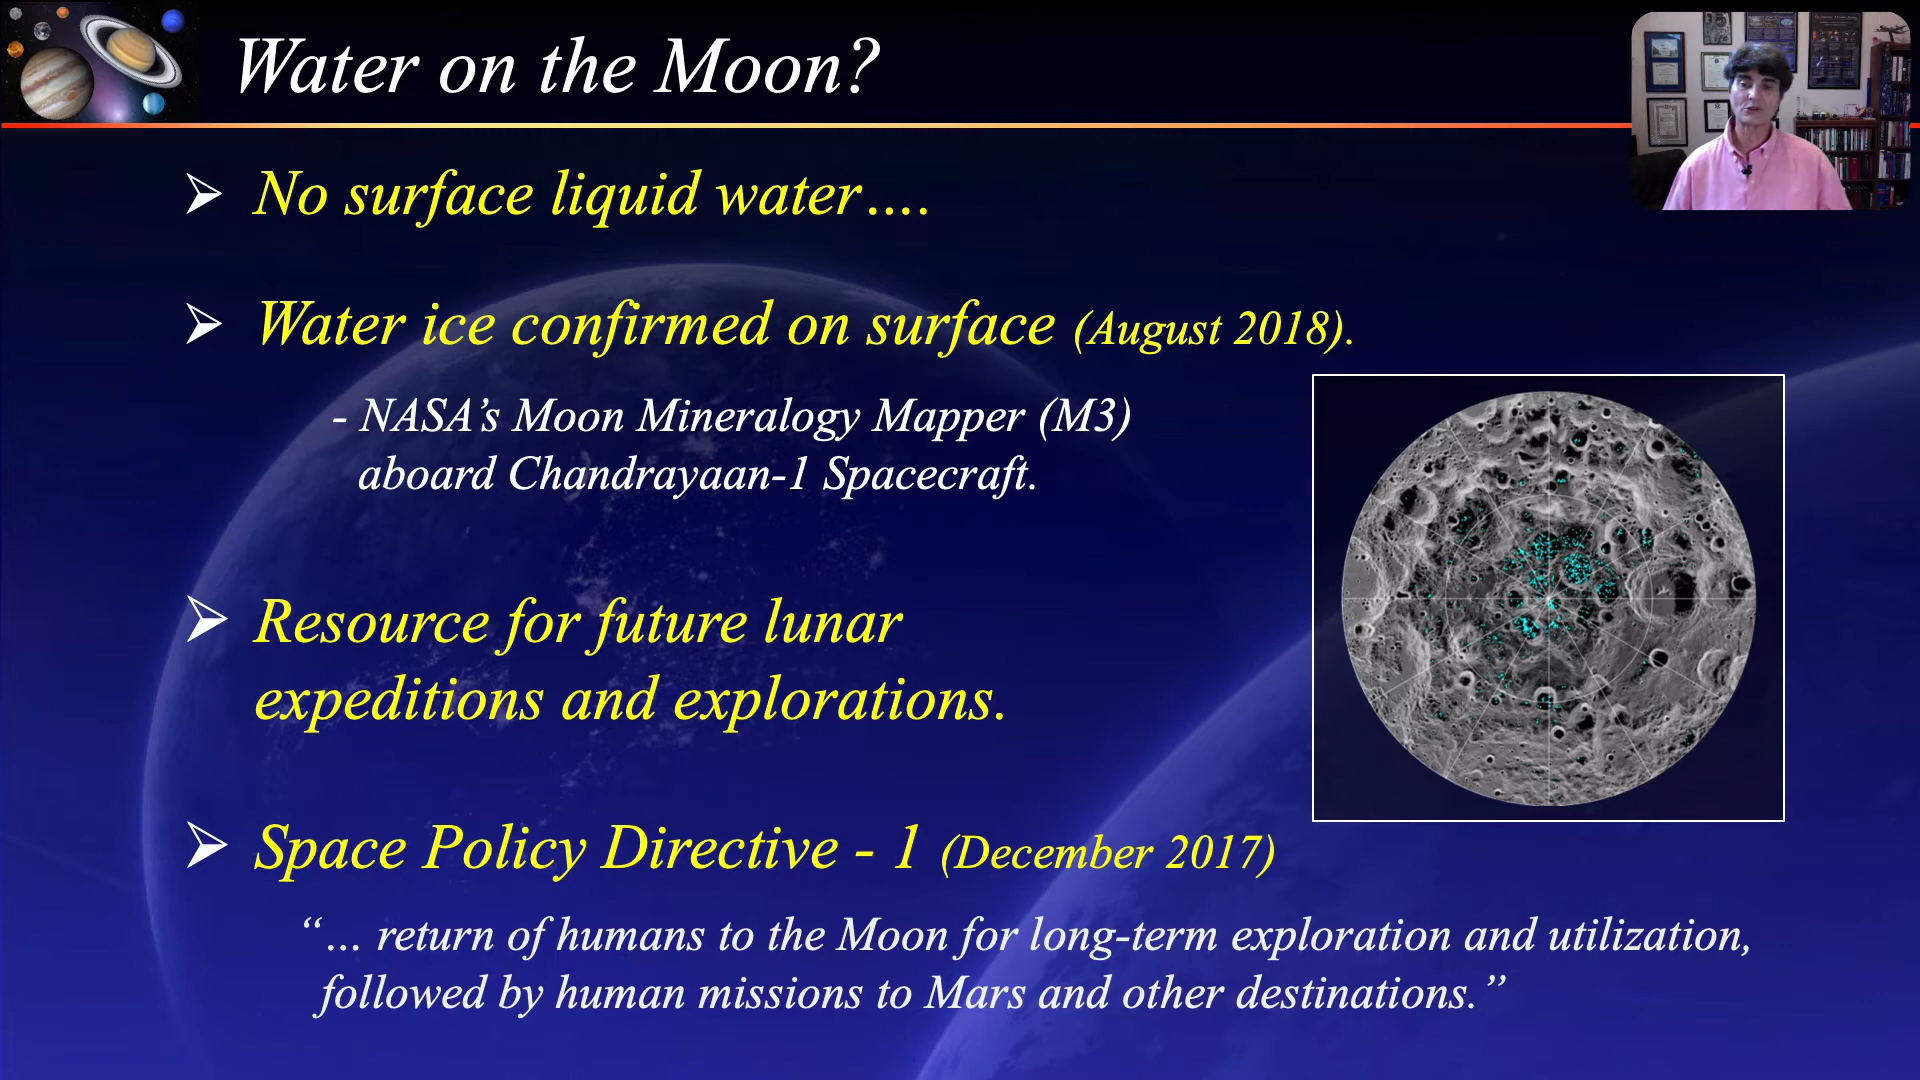 Water on the Moon?
➢ No surface liquid water….
➢ Water ice confirmed on surface (August 2018).
- NASA’s Moon Mineralogy Mapper (M3)
aboard Chandrayaan-1 Spacecraft.
➢ Resource for future lunar
expeditions and explorations.
➢ Space Policy Directive - 1 (December 2017)
“… return of humans to the Moon for long-term exploration and utilization,
followed by human missions to Mars and other destinations.”